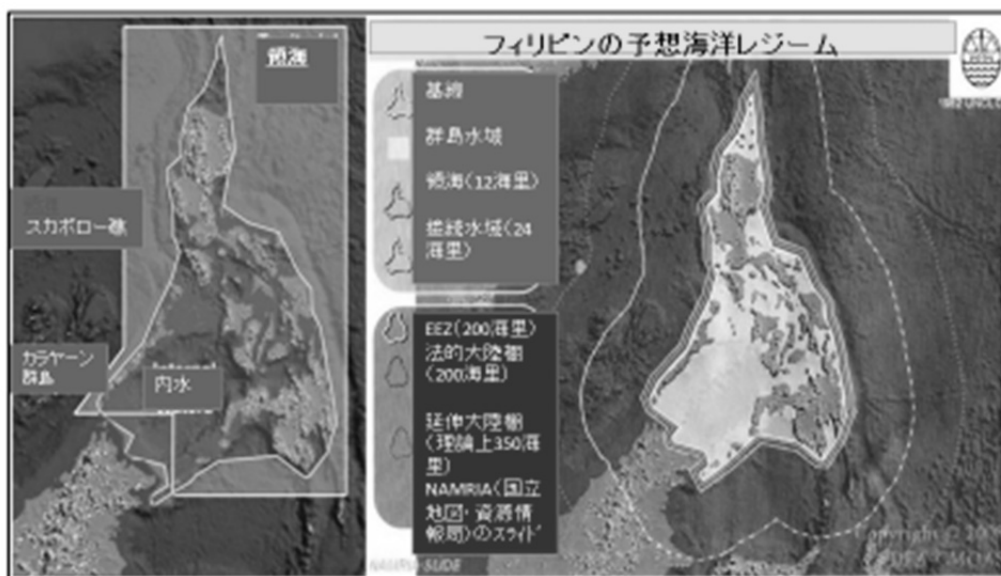 領海
スカボロー礁
カラヤーン
群島
内水
フィリピンの予想海洋レジーム
基線
群島水域
領海(12海里)
接続水域(24
海里)
EEZ(200海里)
法的大陸棚
(200海里)
延伸大陸棚
(理論上350海
里)
NAMRIA(国立
地図・資源情
報局)のスライド
NAMRIA SLIDE